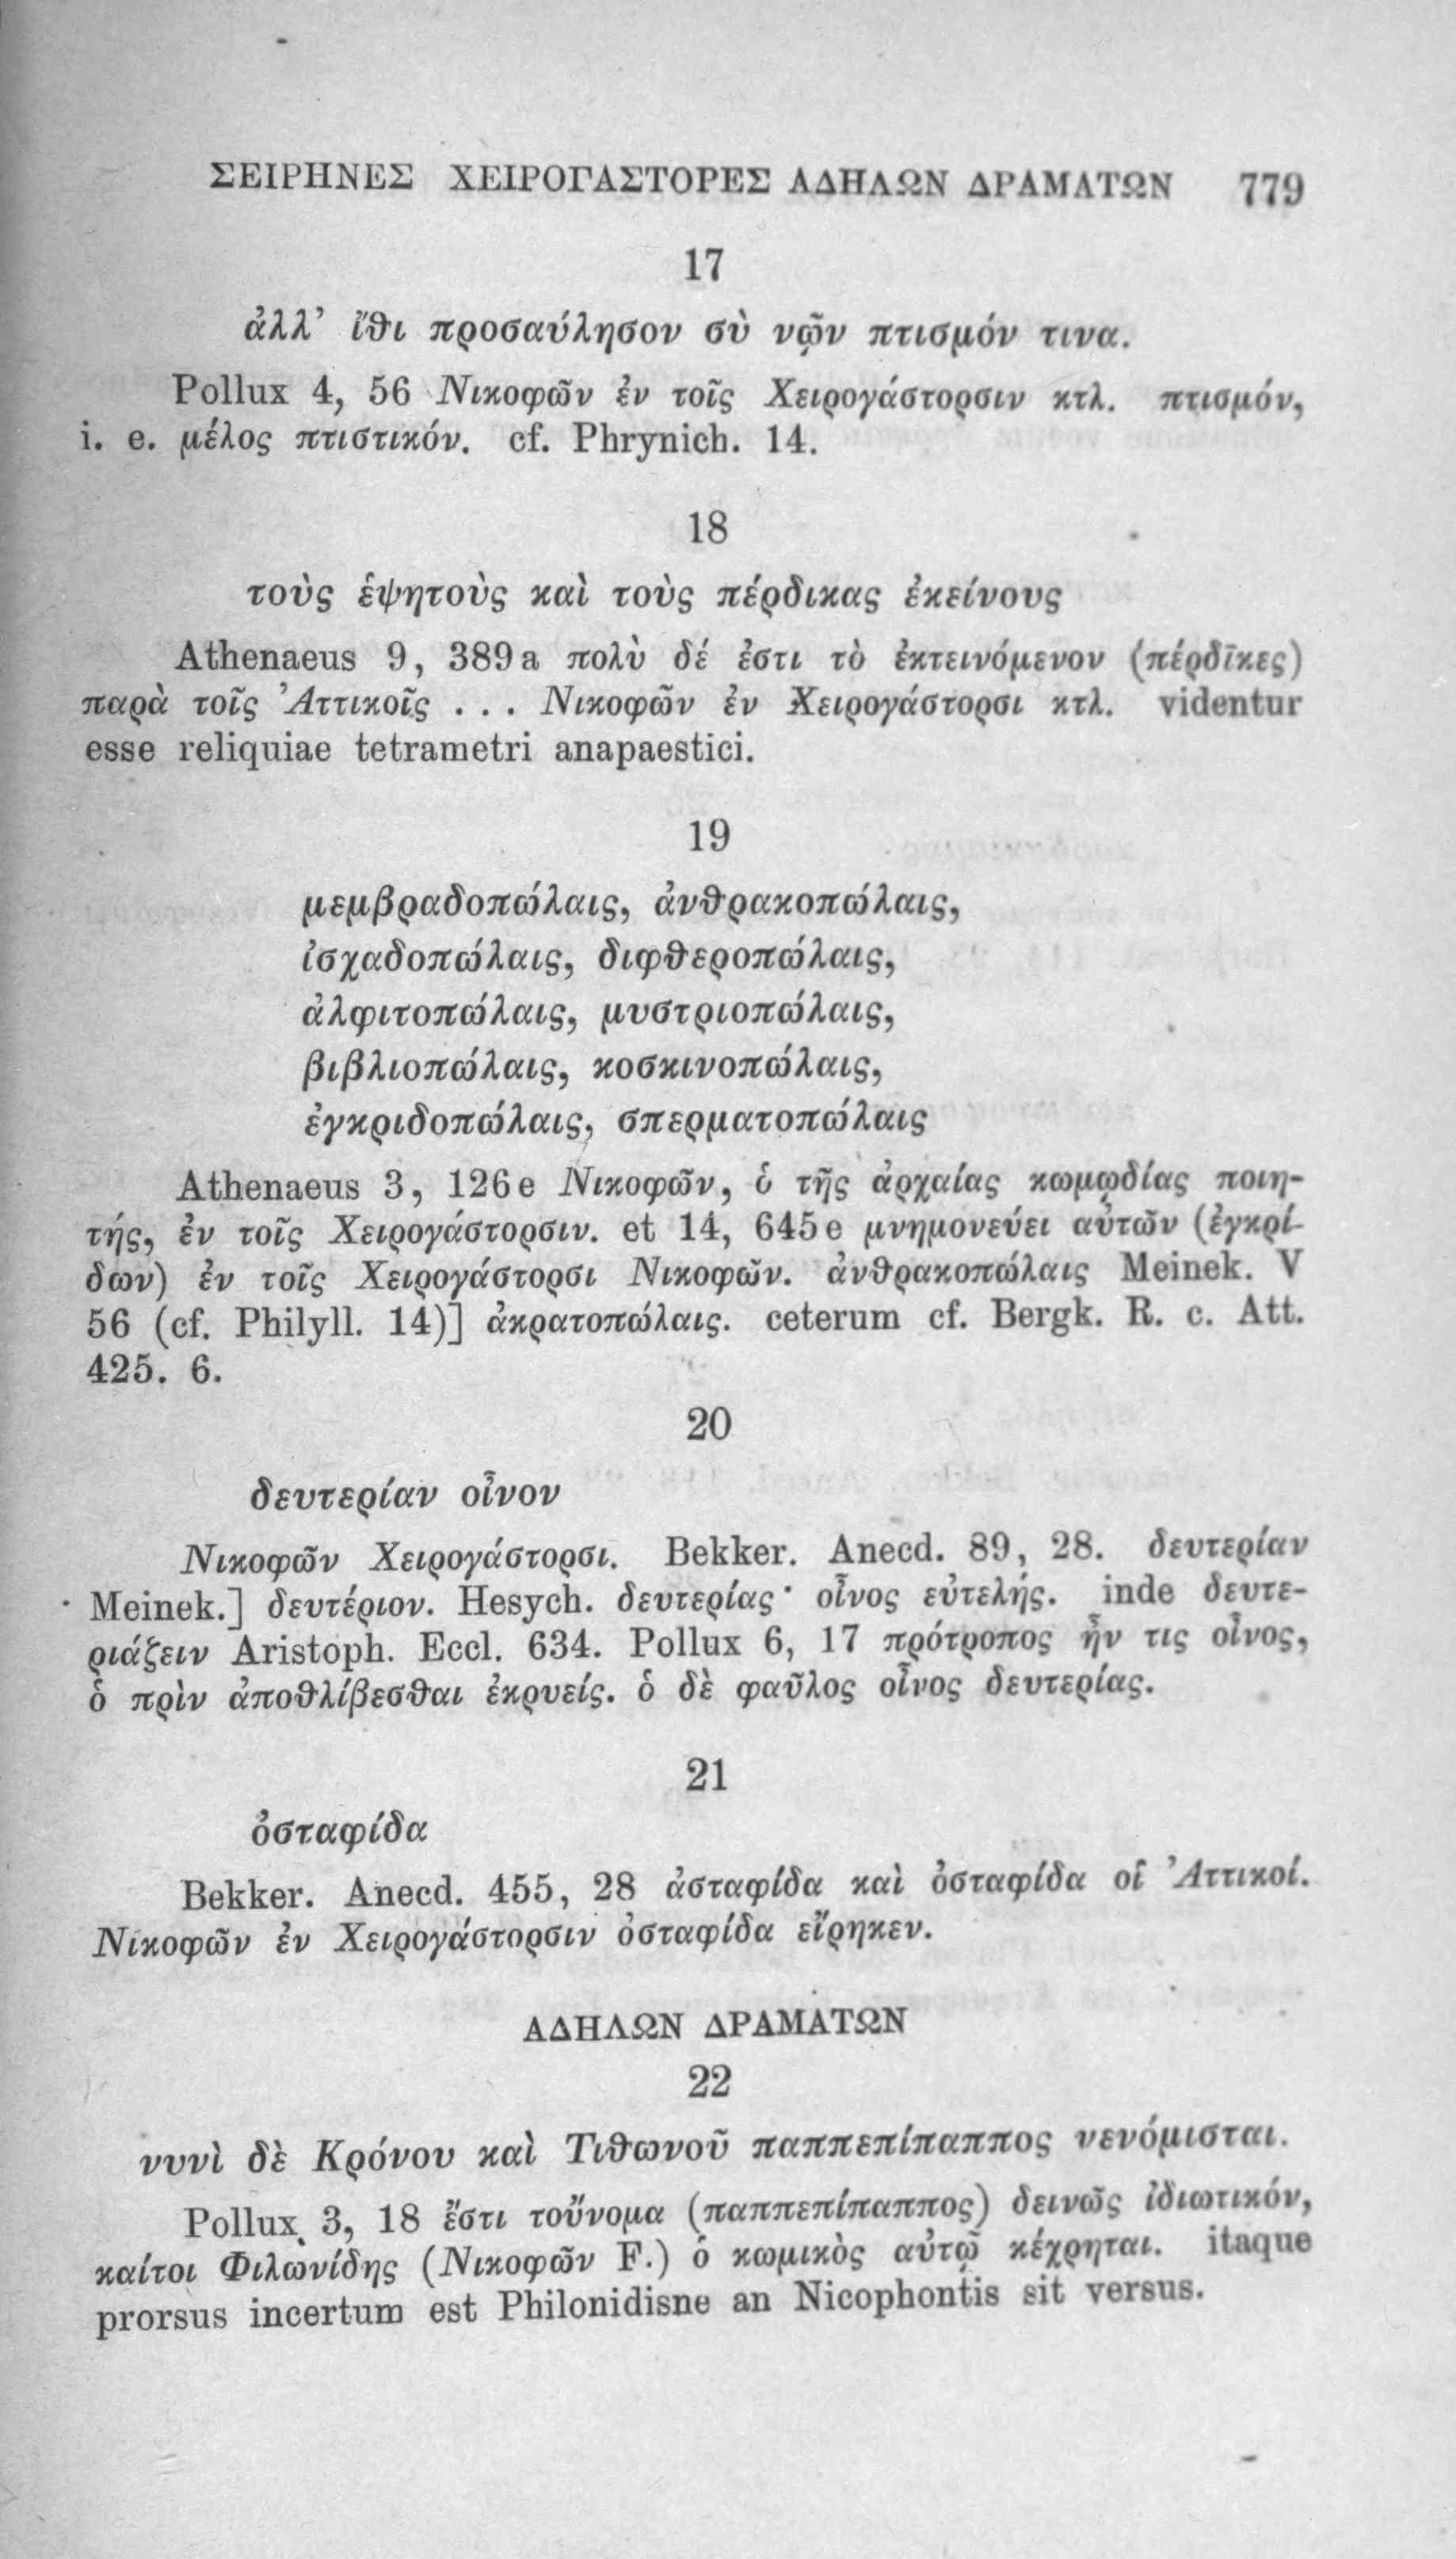 ΣΕΙΡΗΝΕΣ ΧΕΙΡΟΓΑΣΤΟΡΕΣ ΑΔΗΛΩΝ ΔΡΑΜΑΤΩΝ 779
17
ἀλλ’ ἴθι προσαύλησον σὺ νῷν πτισμόν τινα.
Pollux 4, 56 Νικοφῶν ἐν τοῖς Χειρογάστορσιν κτλ. πτισμόν,
i. e. μέλος πτιστικόν. cf. Phrynich. 14.
18
τοὺς ἑψητοὺς καὶ τοὺς πέρδικας ἐκείνους
Athenaeus 9, 389a πολὺ δέ ἐστι τὸ ἐκτεινόμενον (πέρδῑκες)
παρὰ τοῖς Ἀττικοῖς . . . Νικοφῶν ἐν Χειρογάστορσι κτλ. videntur
esse reliquiae tetrametri anapaestici.
19
μεμβραδοπώλαις, ἀνθρακοπώλαις,
ἰσχαδοπώλαις, διφθεροπώλαις,
ἀλφιτοπώλαις, μυστριοπώλαις,
βιβλιοπώλαις, κοσκινοπώλαις,
ἐγκριδοπώλαις, σπερματοπώλαις
Athenaeus 3, 126e Νικοφῶν, ὁ τῆς ἀρχαίας κωμῳδίας ποιη-
τής, ἐν τοῖς Χειρογάστορσιν. et 14, 645e μνημονεύει αὐτῶν (ἐγκρί-
δων) ἐν τοῖς Χειρογάστορσι Νικοφῶν. ἀνθρακοπώλαις Meinek. V
56 (cf. Philyll. 14)] ἀκρατοπώλαις. ceterum cf. Bergk. R. c. Att.
425. 6.
20
δευτερίαν οἶνον
Νικοφῶν Χειρογάστορσι. Bekker. Anecd. 89, 28. δευτερίαν
Meinek.] δευτέριον. Hesych. δευτερίας· οἶνος εὐτελής. inde δευτε-
ριάζειν Aristoph. Eccl. 634. Pollux 6, 17 πρότροπος ἦν τις οἶνος,
ὁ πρὶν ἀποθλίβεσθαι ἐκρυείς. ὁ δὲ φαῦλος οἶνος δευτερίας.
21
ὀσταφίδα
Bekker. Anecd. 455, 28 ἀσταφίδα καὶ ὀσταφίδα οἱ Ἀττικοί.
Νικοφῶν ἐν Χειρογάστορσιν ὀσταφίδα εἴρηκεν.
ΑΔΗΛΩΝ ΔΡΑΜΑΤΩΝ
22
νυνὶ δὲ Κρόνου καὶ Τιθωνοῦ παππεπίπαππος νενόμισται.
Pollux 3, 18 ἔστι τοὔνομα (παππεπίπαππος) δεινῶς ἰδιωτικόν,
καίτοι Φιλωνίδης (Νικοφῶν F.) ὁ κωμικὸς αὐτῷ κέχρηται. itaque
prorsus incertum est Philonidisne an Nicophontis sit versus.